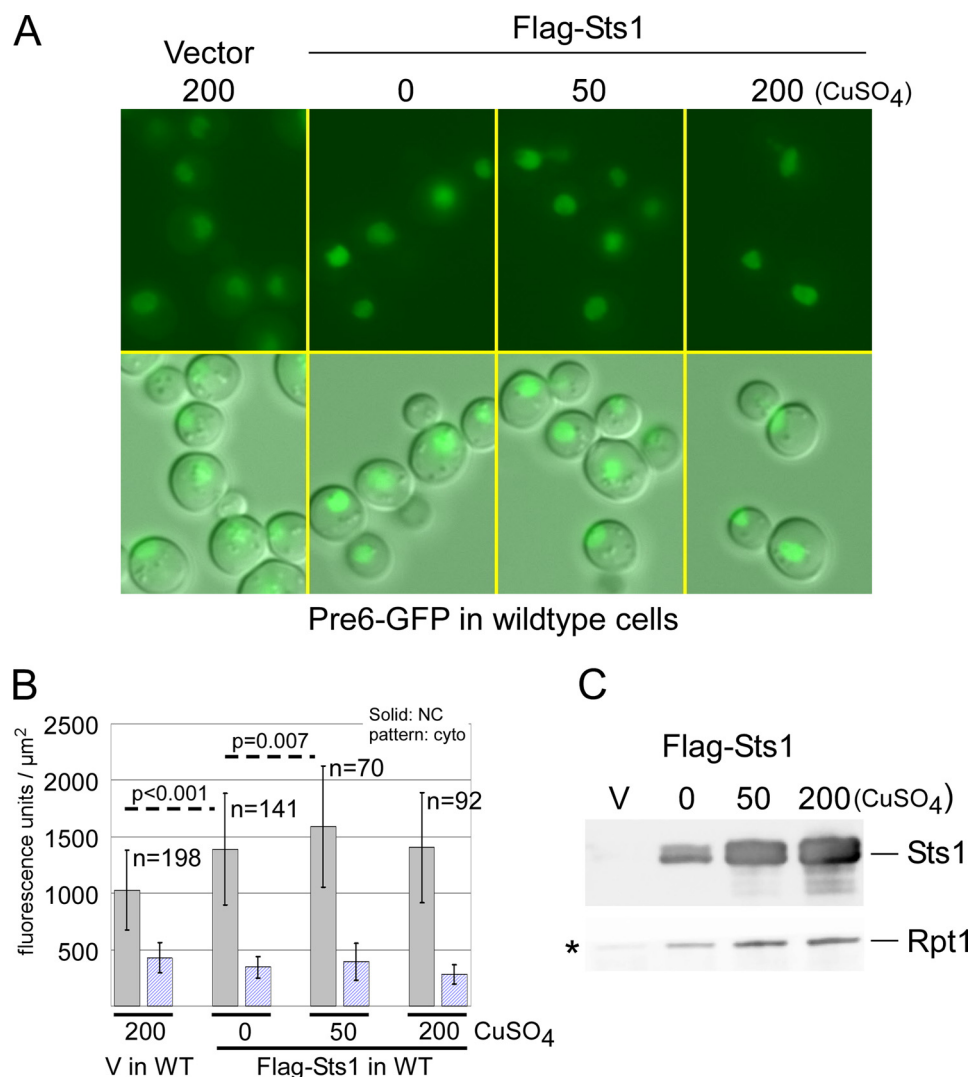 A
Flag-Sts1
Vector
200 0 50 200 (CuSO4)
Pre6-GFP in wildtype cells
B
fluorescence units / µm²
2500
2000
1500
1000
500
Solid: NC
pattern: cyto
p=0.007
p<0.001
n=198
n=141
n=70
n=92
200 0 50 200 CuSO4
V in WT Flag-Sts1 in WT
C
Flag-Sts1
V 0 50 200 (CuSO4)
Sts1
* Rpt1